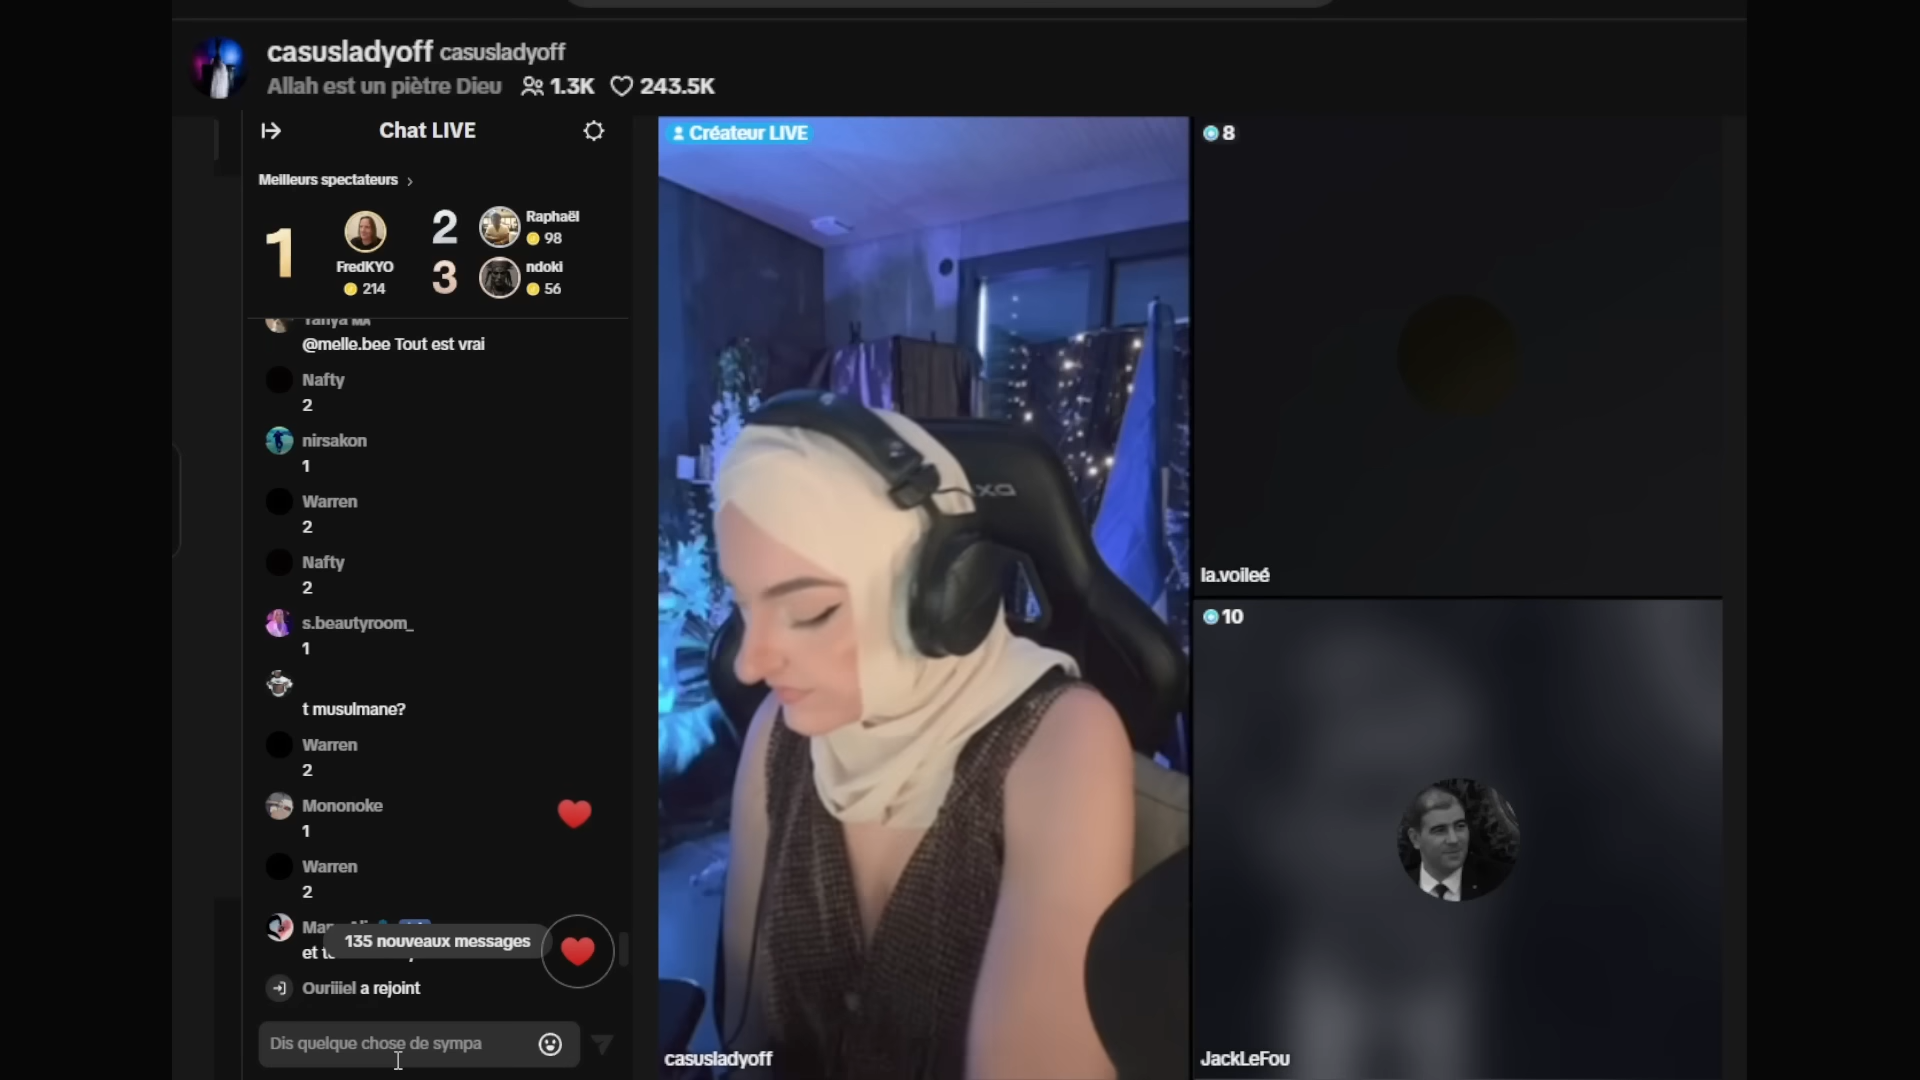 casusladyoff casusladyoff
Allah est un piètre Dieu 1.3K 243.5K
Chat LIVE
Meilleurs spectateurs
1
FredKYO
214
2
Raphaël
98
3
ndoki
56
Yahya MA
@melle.bee Tout est vrai
Nafty
2
nirsakon
1
Warren
2
Nafty
2
s.beautyroom_
1
t musulmane?
Warren
2
Mononoke
1
Warren
2
135 nouveaux messages
et
Ouriiiel a rejoint
Dis quelque chose de sympa
Créateur LIVE
casusladyoff
8
la.voileé
10
JackLeFou